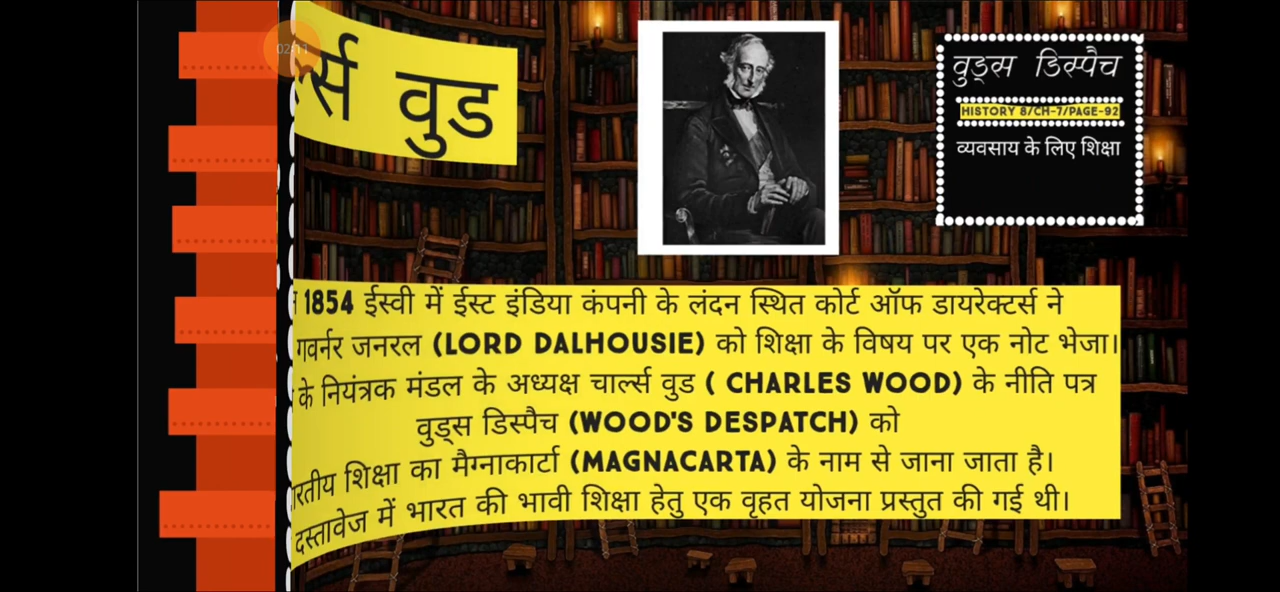 र्ल्स वुड
वुड्स डिस्पैच
HISTORY 8/CH-7/PAGE-92
व्यवसाय के लिए शिक्षा
1854 ईस्वी में ईस्ट इंडिया कंपनी के लंदन स्थित कोर्ट ऑफ डायरेक्टर्स ने
गवर्नर जनरल (LORD DALHOUSIE) को शिक्षा के विषय पर एक नोट भेजा।
के नियंत्रक मंडल के अध्यक्ष चार्ल्स वुड ( CHARLES WOOD) के नीति पत्र
वुड्स डिस्पैच (WOOD'S DESPATCH) को
रतीय शिक्षा का मैग्नाकार्टा (MAGNACARTA) के नाम से जाना जाता है।
दस्तावेज में भारत की भावी शिक्षा हेतु एक वृहत योजना प्रस्तुत की गई थी।